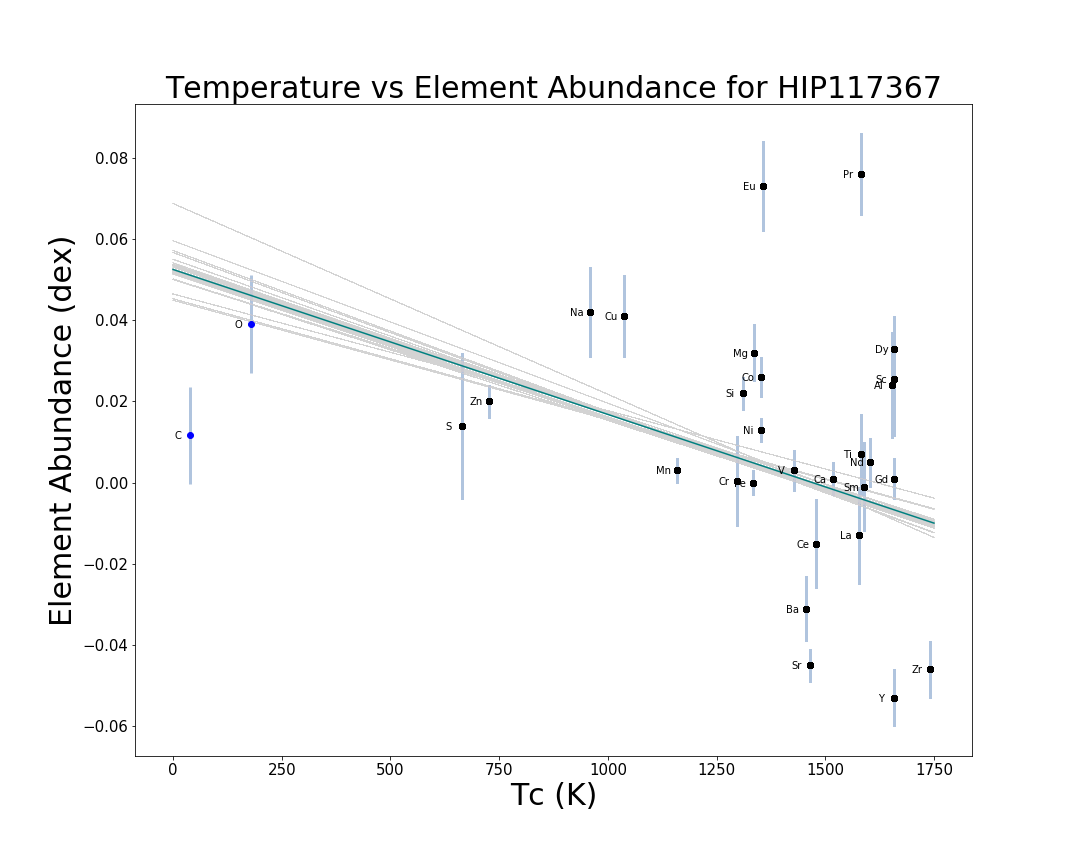 Temperature vs Element Abundance for HIP117367
Element Abundance (dex)
0.08
0.06
0.04
0.02
0.00
−0.02
−0.04
−0.06
Pr
Eu
O
Na
Cu
Mg
Dy
Co
Sc
Al
Si
Zn
C
S
Ni
Ti
Nd
Mn
V
Cr
Fe
Ca
Sm
Gd
La
Ce
Ba
Sr
Zr
Y
0
250
500
750
1000
1250
1500
1750
Tc (K)